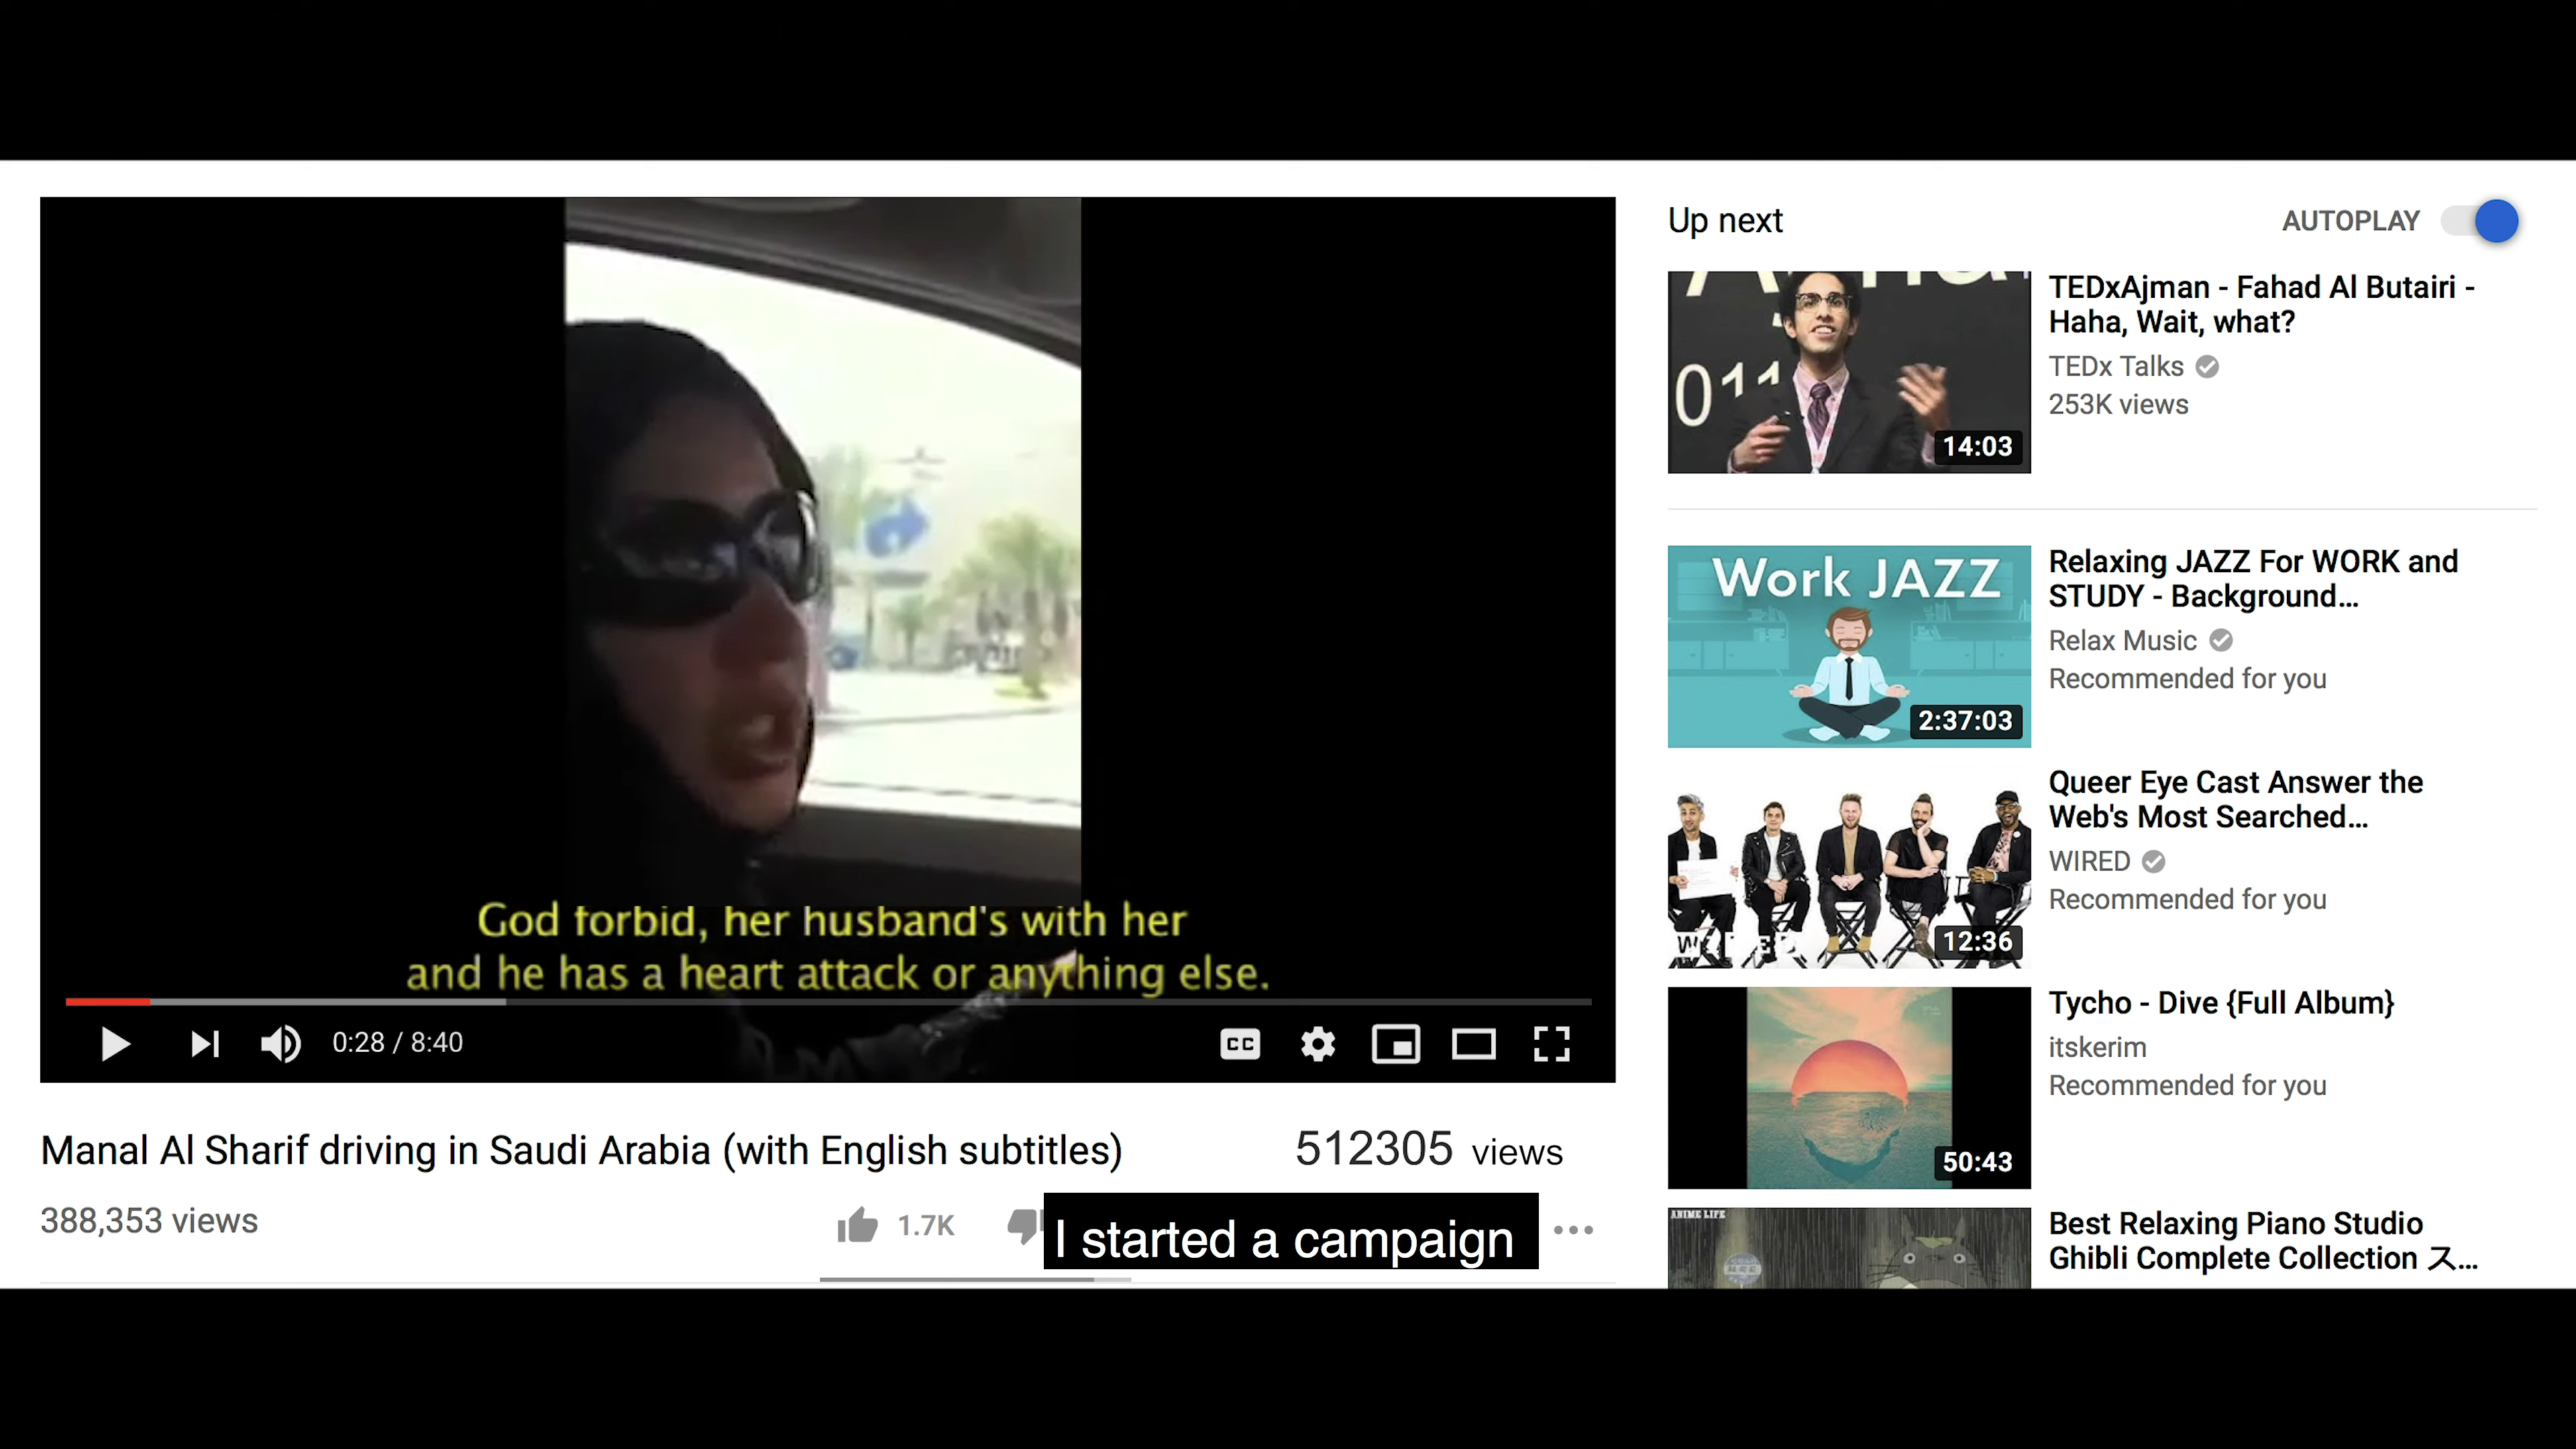 God forbid, her husband's with her
and he has a heart attack or anything else.
0:28 / 8:40
CC
Manal Al Sharif driving in Saudi Arabia (with English subtitles)
512305 views
388,353 views
1.7K
I started a campaign
Up next
AUTOPLAY
011
14:03
TEDxAjman - Fahad Al Butairi -
Haha, Wait, what?
TEDx Talks
253K views
Work JAZZ
2:37:03
Relaxing JAZZ For WORK and
STUDY - Background...
Relax Music
Recommended for you
WIRED
12:36
Queer Eye Cast Answer the
Web's Most Searched...
WIRED
Recommended for you
50:43
Tycho - Dive {Full Album}
itskerim
Recommended for you
ANIME LIFE
Best Relaxing Piano Studio
Ghibli Complete Collection ス...